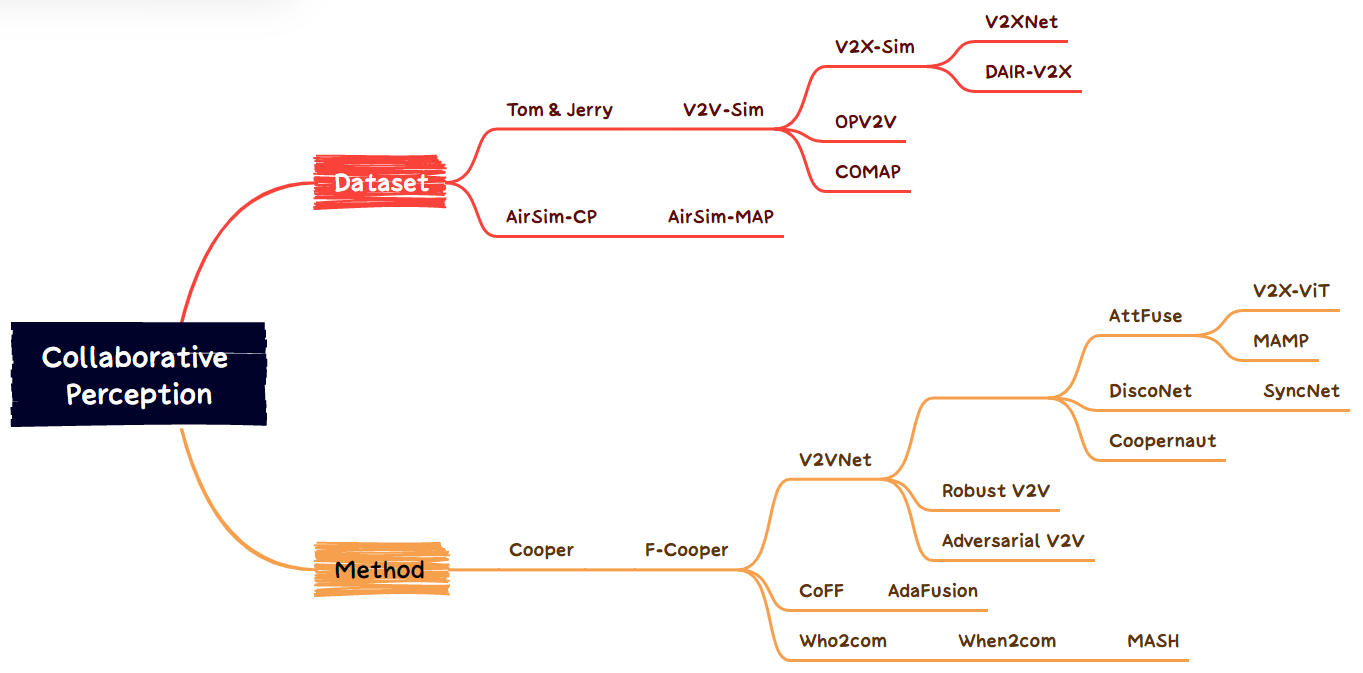 V2XNet
V2X-Sim
DAIR-V2X
Tom & Jerry V2V-Sim
OPV2V
COMAP
Dataset
AirSim-CP AirSim-MAP
V2X-ViT
AttFuse
MAMP
Collaborative
Perception
DiscoNet SyncNet
Coopernaut
V2VNet
Robust V2V
Adversarial V2V
Cooper F-Cooper
Method
CoFF AdaFusion
Who2com When2com MASH